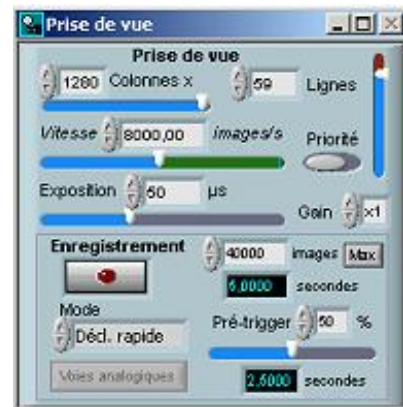 Prise de vue
Prise de vue
1280 Colonnes x 59 Lignes
Vitesse 8000,00 images/s Priorité
Exposition 50 µs
Gain x1
Enregistrement 40000 images Max
5,0000 secondes
Mode
Décl. rapide
Pré-trigger 50 %
Voies analogiques
2,5000 secondes